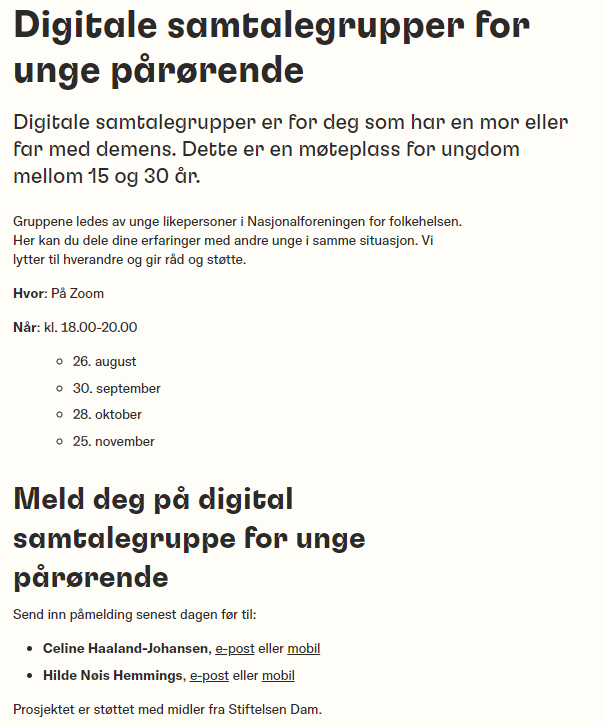 Digitale samtalegrupper for
unge pårørende
Digitale samtalegrupper er for deg som har en mor eller
far med demens. Dette er en møteplass for ungdom
mellom 15 og 30 år.
Gruppene ledes av unge likepersoner i Nasjonalforeningen for folkehelsen.
Her kan du dele dine erfaringer med andre unge i samme situasjon. Vi
lytter til hverandre og gir råd og støtte.
Hvor: På Zoom
Når: kl. 18.00-20.00
26. august
30. september
28. oktober
25. november
Meld deg på digital
samtalegruppe for unge
pårørende
Send inn påmelding senest dagen før til:
Celine Haaland-Johansen, e-post eller mobil
Hilde Nøis Hemmings, e-post eller mobil
Prosjektet er støttet med midler fra Stiftelsen Dam.